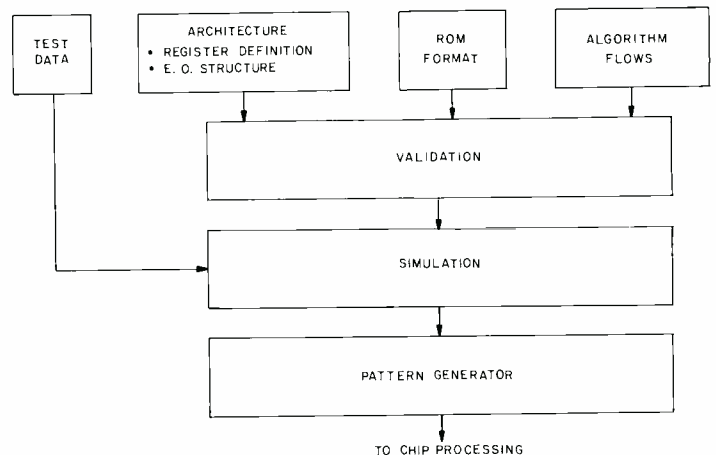 TEST
DATA
ARCHITECTURE
• REGISTER DEFINITION
• E. O. STRUCTURE
ROM
FORMAT
ALGORITHM
FLOWS
VALIDATION
SIMULATION
PATTERN GENERATOR
TO CHIP PROCESSING